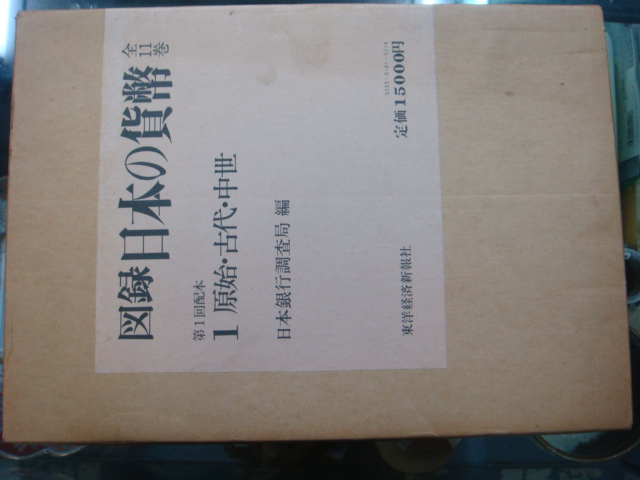 図録 日本の貨幣 全11巻
第1回配本
1 原始・古代・中世
日本銀行調査局 編
東洋経済新報社
定価15000円